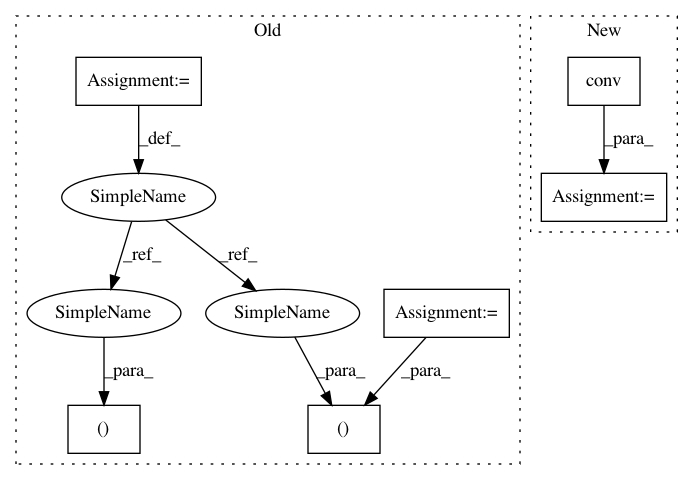 Old
New
Assignment:=
conv
_def_
_para_
SimpleName
Assignment:=
_ref_
_ref_
SimpleName
SimpleName
Assignment:=
_para_
_para_
_para_
()
()